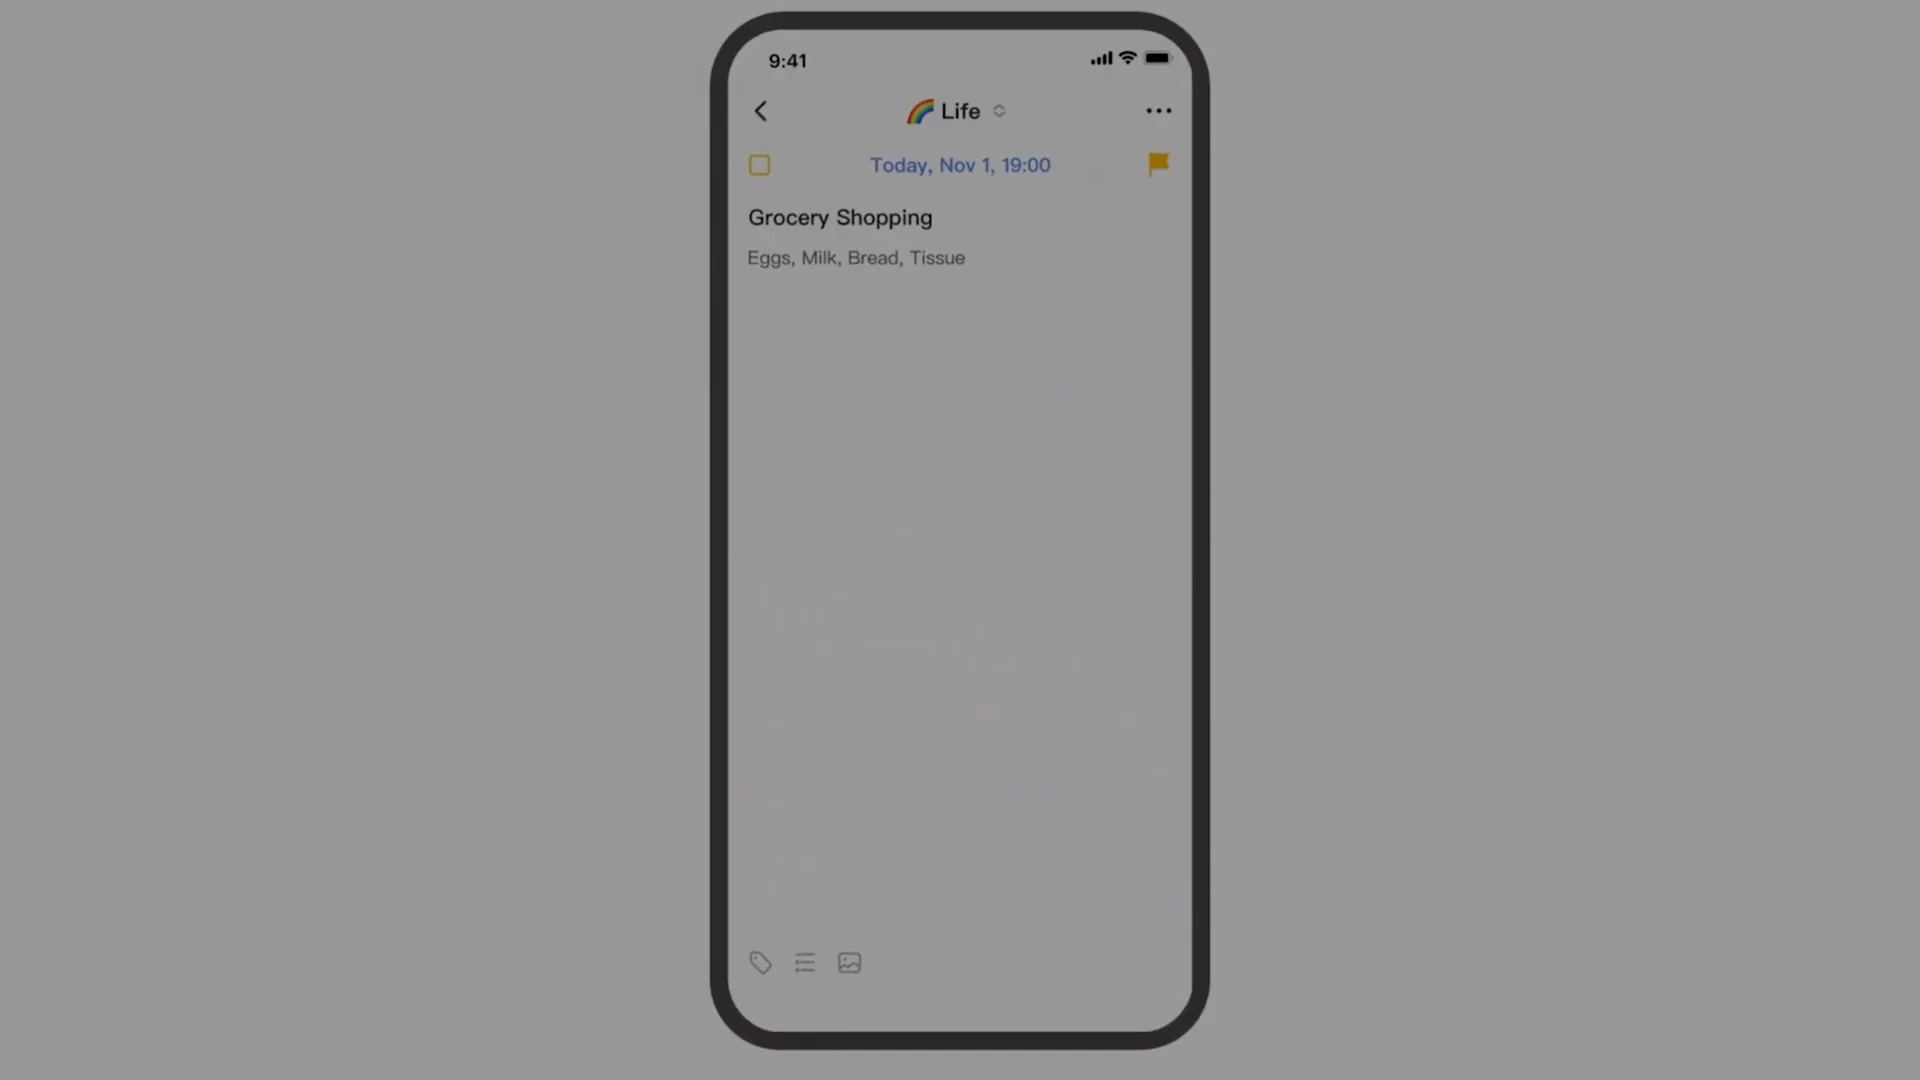 9:41
Life
Today, Nov 1, 19:00
Grocery Shopping
Eggs, Milk, Bread, Tissue